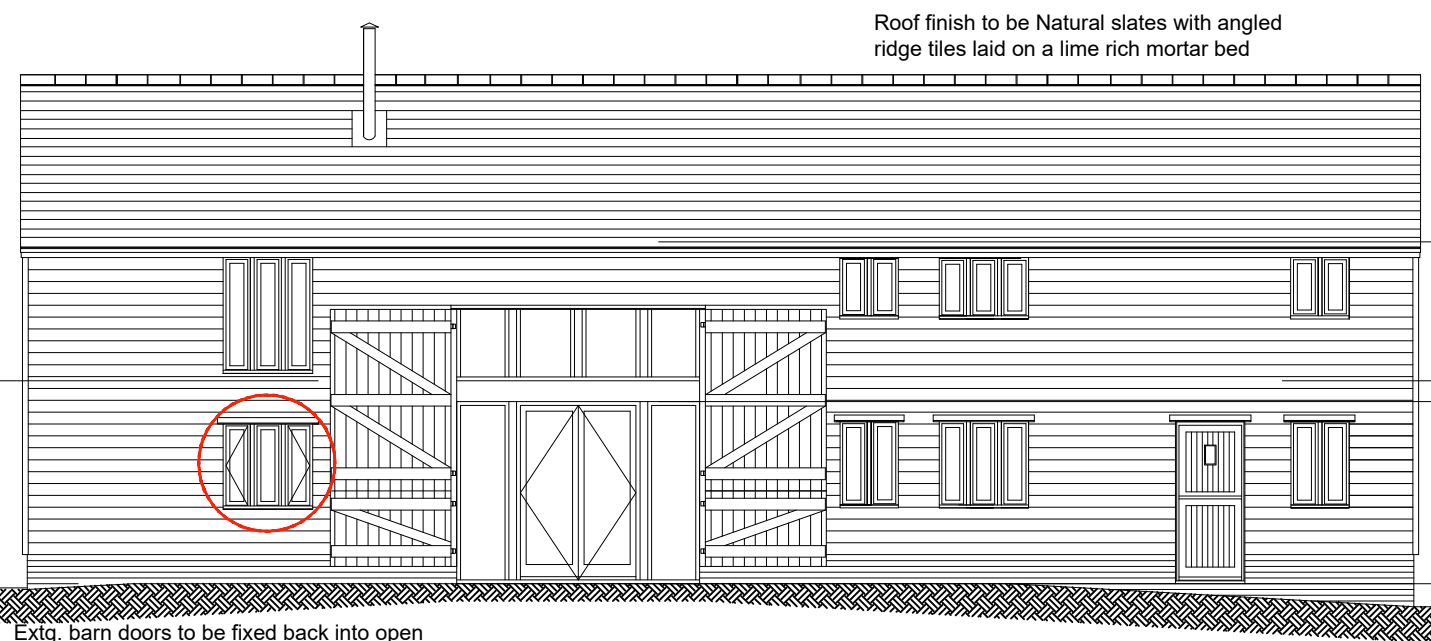 Roof finish to be Natural slates with angled
ridge tiles laid on a lime rich mortar bed
Extg. barn doors to be fixed back into open